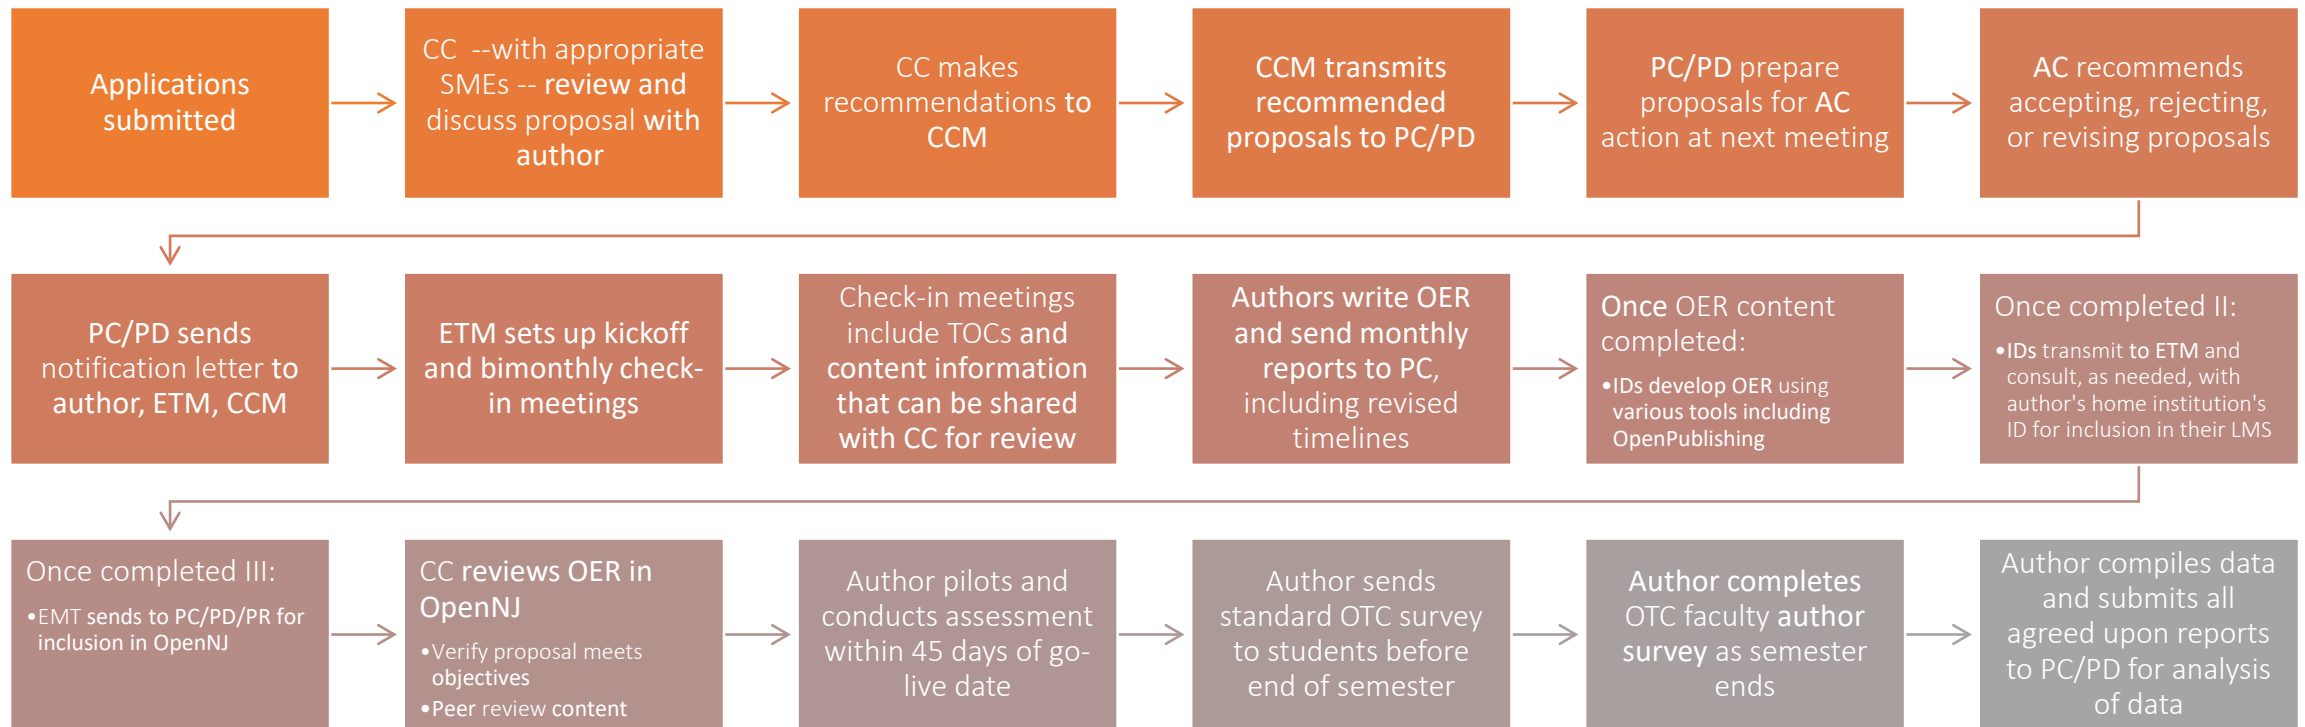 Applications
submitted
CC --with appropriate
SMEs -- review and
discuss proposal with
author
CC makes
recommendations to
CCM
CCM transmits
recommended
proposals to PC/PD
PC/PD prepare
proposals for AC
action at next meeting
AC recommends
accepting, rejecting,
or revising proposals
PC/PD sends
notification letter to
author, ETM, CCM
ETM sets up kickoff
and bimonthly check-
in meetings
Check-in meetings
include TOCs and
content information
that can be shared
with CC for review
Authors write OER
and send monthly
reports to PC,
including revised
timelines
Once OER content
completed:
•IDs develop OER using
various tools including
OpenPublishing
Once completed II:
•IDs transmit to ETM and
consult, as needed, with
author's home institution's
ID for inclusion in their LMS
Once completed III:
•EMT sends to PC/PD/PR for
inclusion in OpenNJ
CC reviews OER in
OpenNJ
•Verify proposal meets
objectives
•Peer review content
Author pilots and
conducts assessment
within 45 days of go-
live date
Author sends
standard OTC survey
to students before
end of semester
Author completes
OTC faculty author
survey as semester
ends
Author compiles data
and submits all
agreed upon reports
to PC/PD for analysis
of data